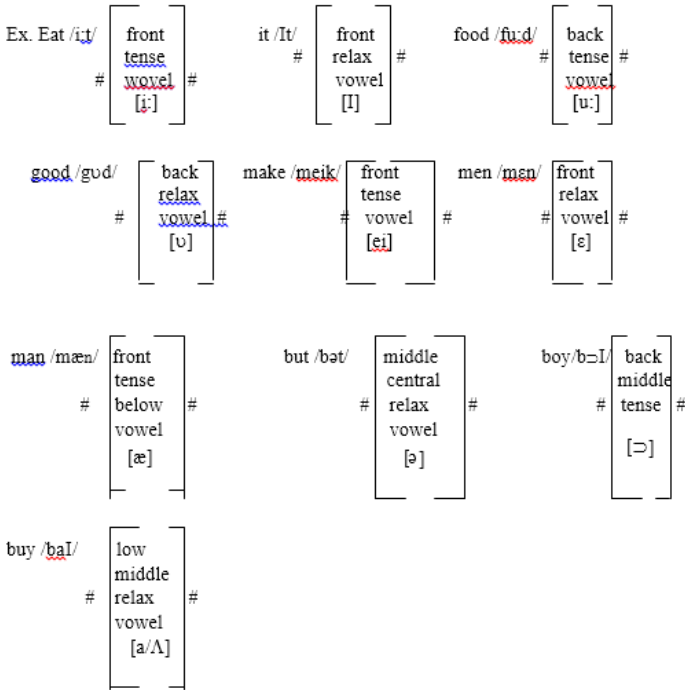 Ex. Eat /i:t/ front it /It/ front food /fu:d/ back
tense # relax # # tense #
# wovel # vowel vowel
[i:] [I] [u:]
good /gʊd/ back make /meik/ front men /mɛn/ front
relax tense relax
# vowel # # vowel # # vowel #
[ʊ] [ei] [ɛ]
man /mæn/ front but /bət/ middle boy/b⊃I/ back
tense central middle
# below # # relax # # tense #
vowel vowel
[æ] [ə] [⊃]
buy /baI/ low
middle
# relax #
vowel
[a/Λ]